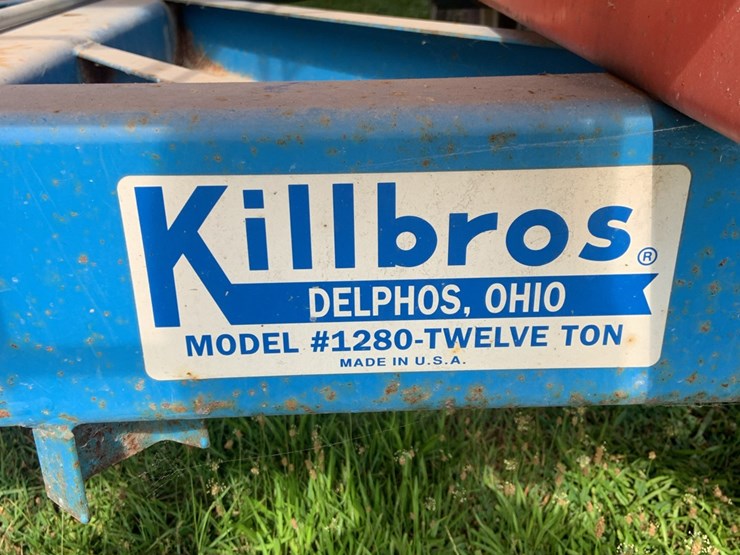 Killbros®
DELPHOS, OHIO
MODEL #1280-TWELVE TON
MADE IN U.S.A.